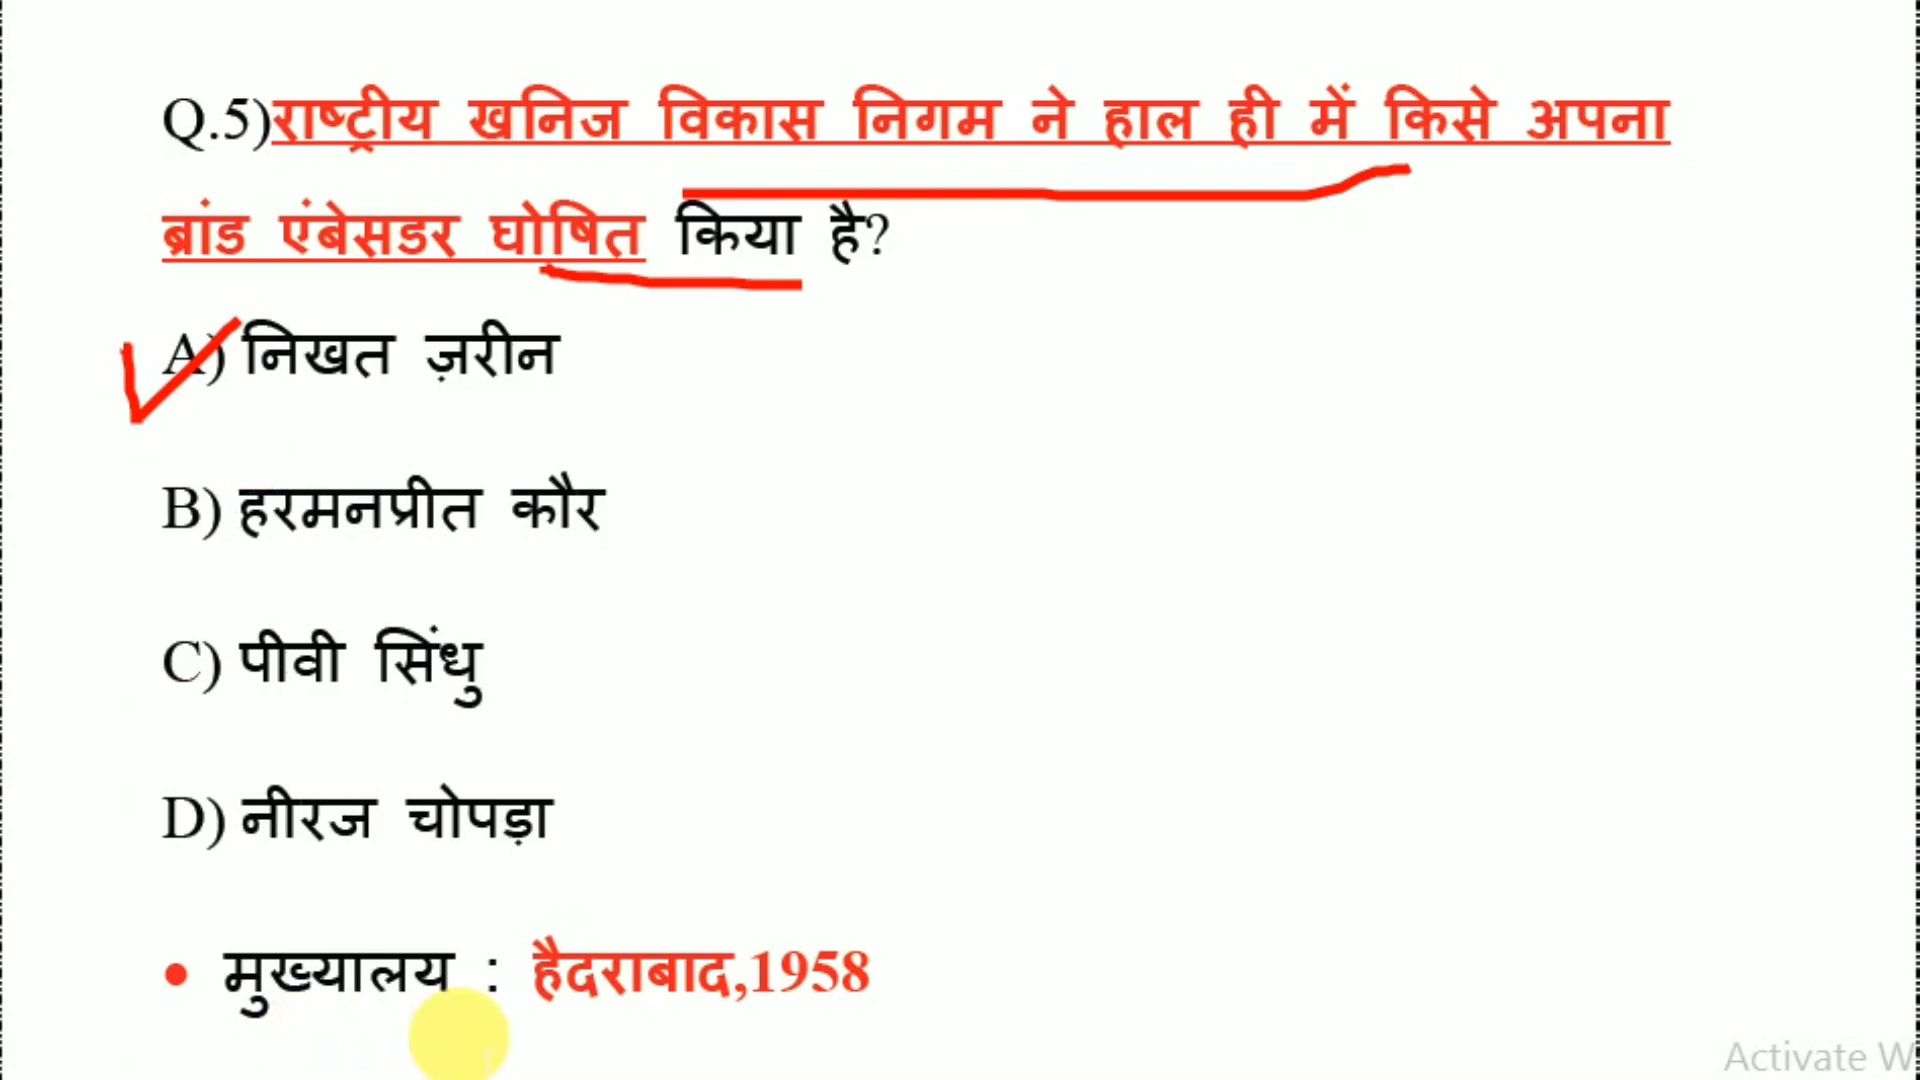 Q.5)राष्ट्रीय खनिज विकास निगम ने हाल ही में किसे अपना
ब्रांड एंबेसडर घोषित किया है?
A) निखत ज़रीन
B) हरमनप्रीत कौर
C) पीवी सिंधु
D) नीरज चोपड़ा
• मुख्यालय : हैदराबाद,1958
Activate W